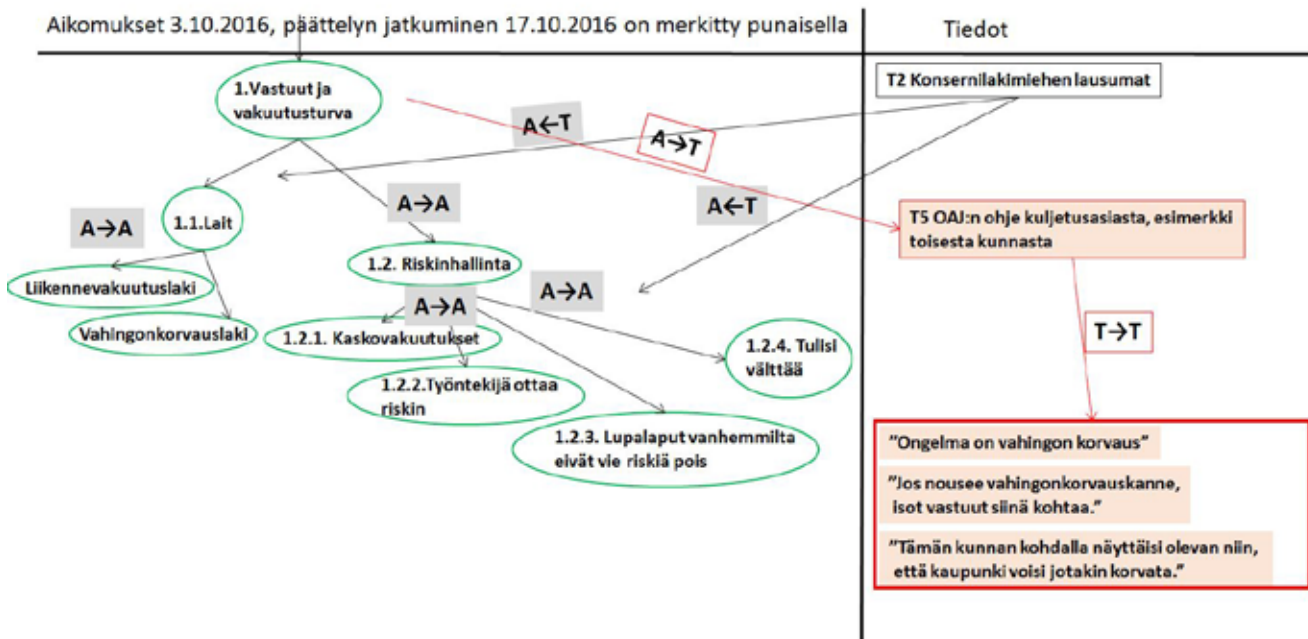 Aikomukset 3.10.2016, päättelyn jatkuminen 17.10.2016 on merkitty punaisella
Tiedot
1.Vastuut ja
vakuutusturva
T2 Konsernilakimiehen lausumat
A←T
A→T
A→A
A←T
1.1.Lait
A→A
T5 OAJ:n ohje kuljetusasiasta, esimerkki
toisesta kunnasta
1.2. Riskinhallinta
Liikennevakuutuslaki
A→A
A→A
Vahingonkorvauslaki
1.2.1. Kaskovakuutukset
1.2.4. Tulisi
välttää
T→T
1.2.2.Työntekijä ottaa
riskin
1.2.3. Lupalaput vanhemmilta
eivät vie riskiä pois
”Ongelma on vahingon korvaus”
”Jos nousee vahingonkorvauskanne,
isot vastuut siinä kohtaa.”
”Tämän kunnan kohdalla näyttäisi olevan niin,
että kaupunki voisi jotakin korvata.”